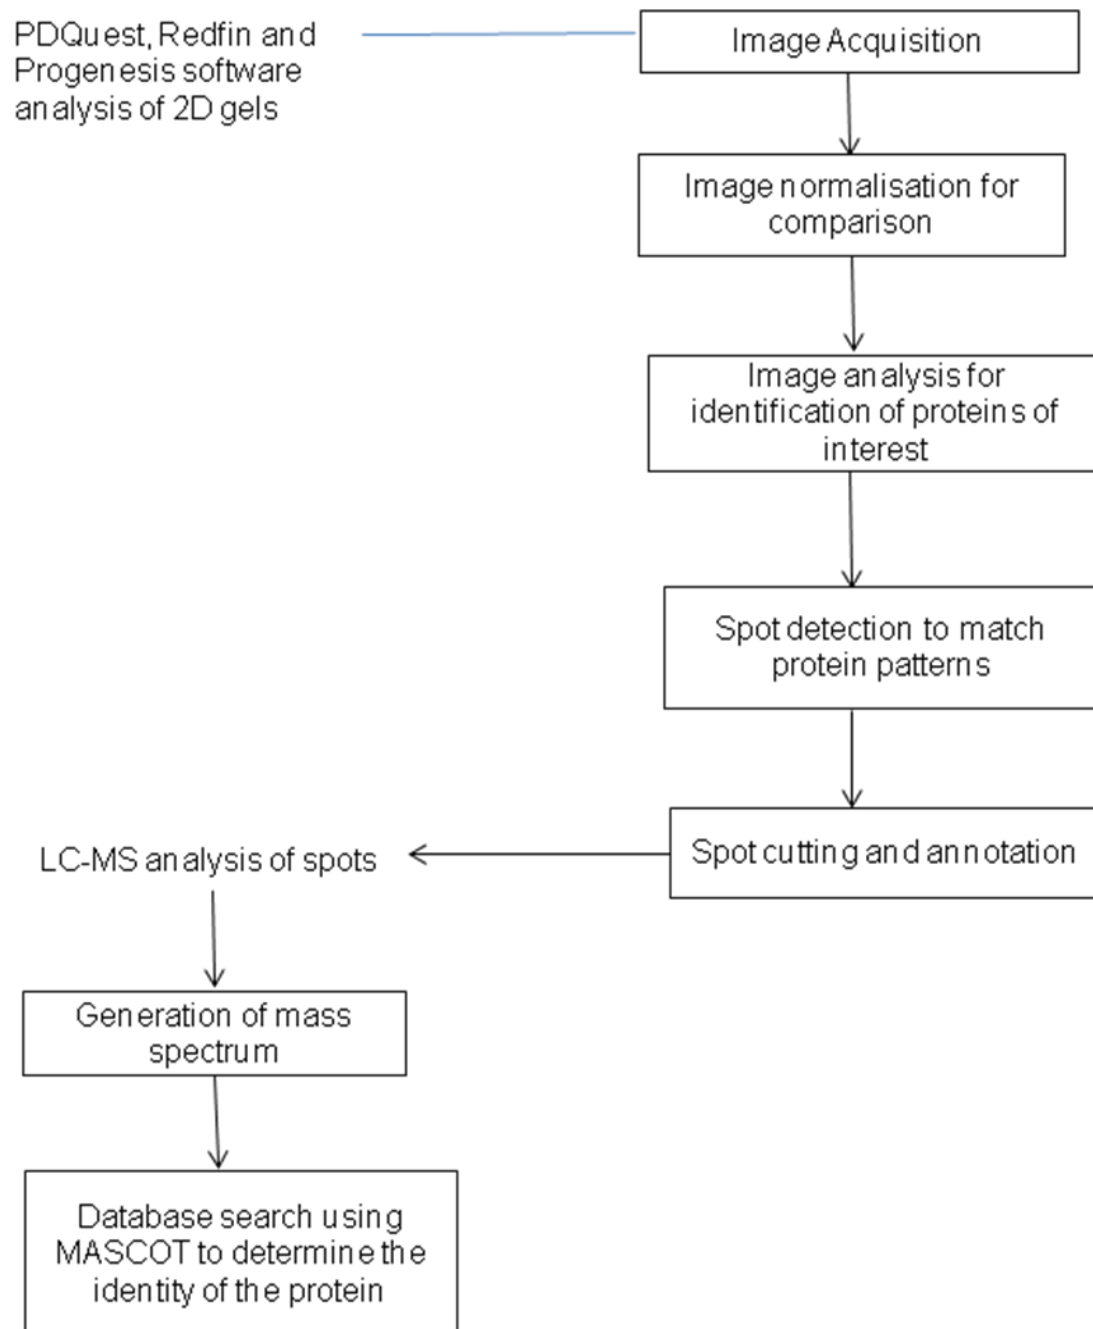 PDQuest, Redfin and
Progenesis software
analysis of 2D gels
Image Acquisition
Image normalisation for
comparison
Image analysis for
identification of proteins of
interest
Spot detection to match
protein patterns
Spot cutting and annotation
LC-MS analysis of spots
Generation of mass
spectrum
Database search using
MASCOT to determine the
identity of the protein